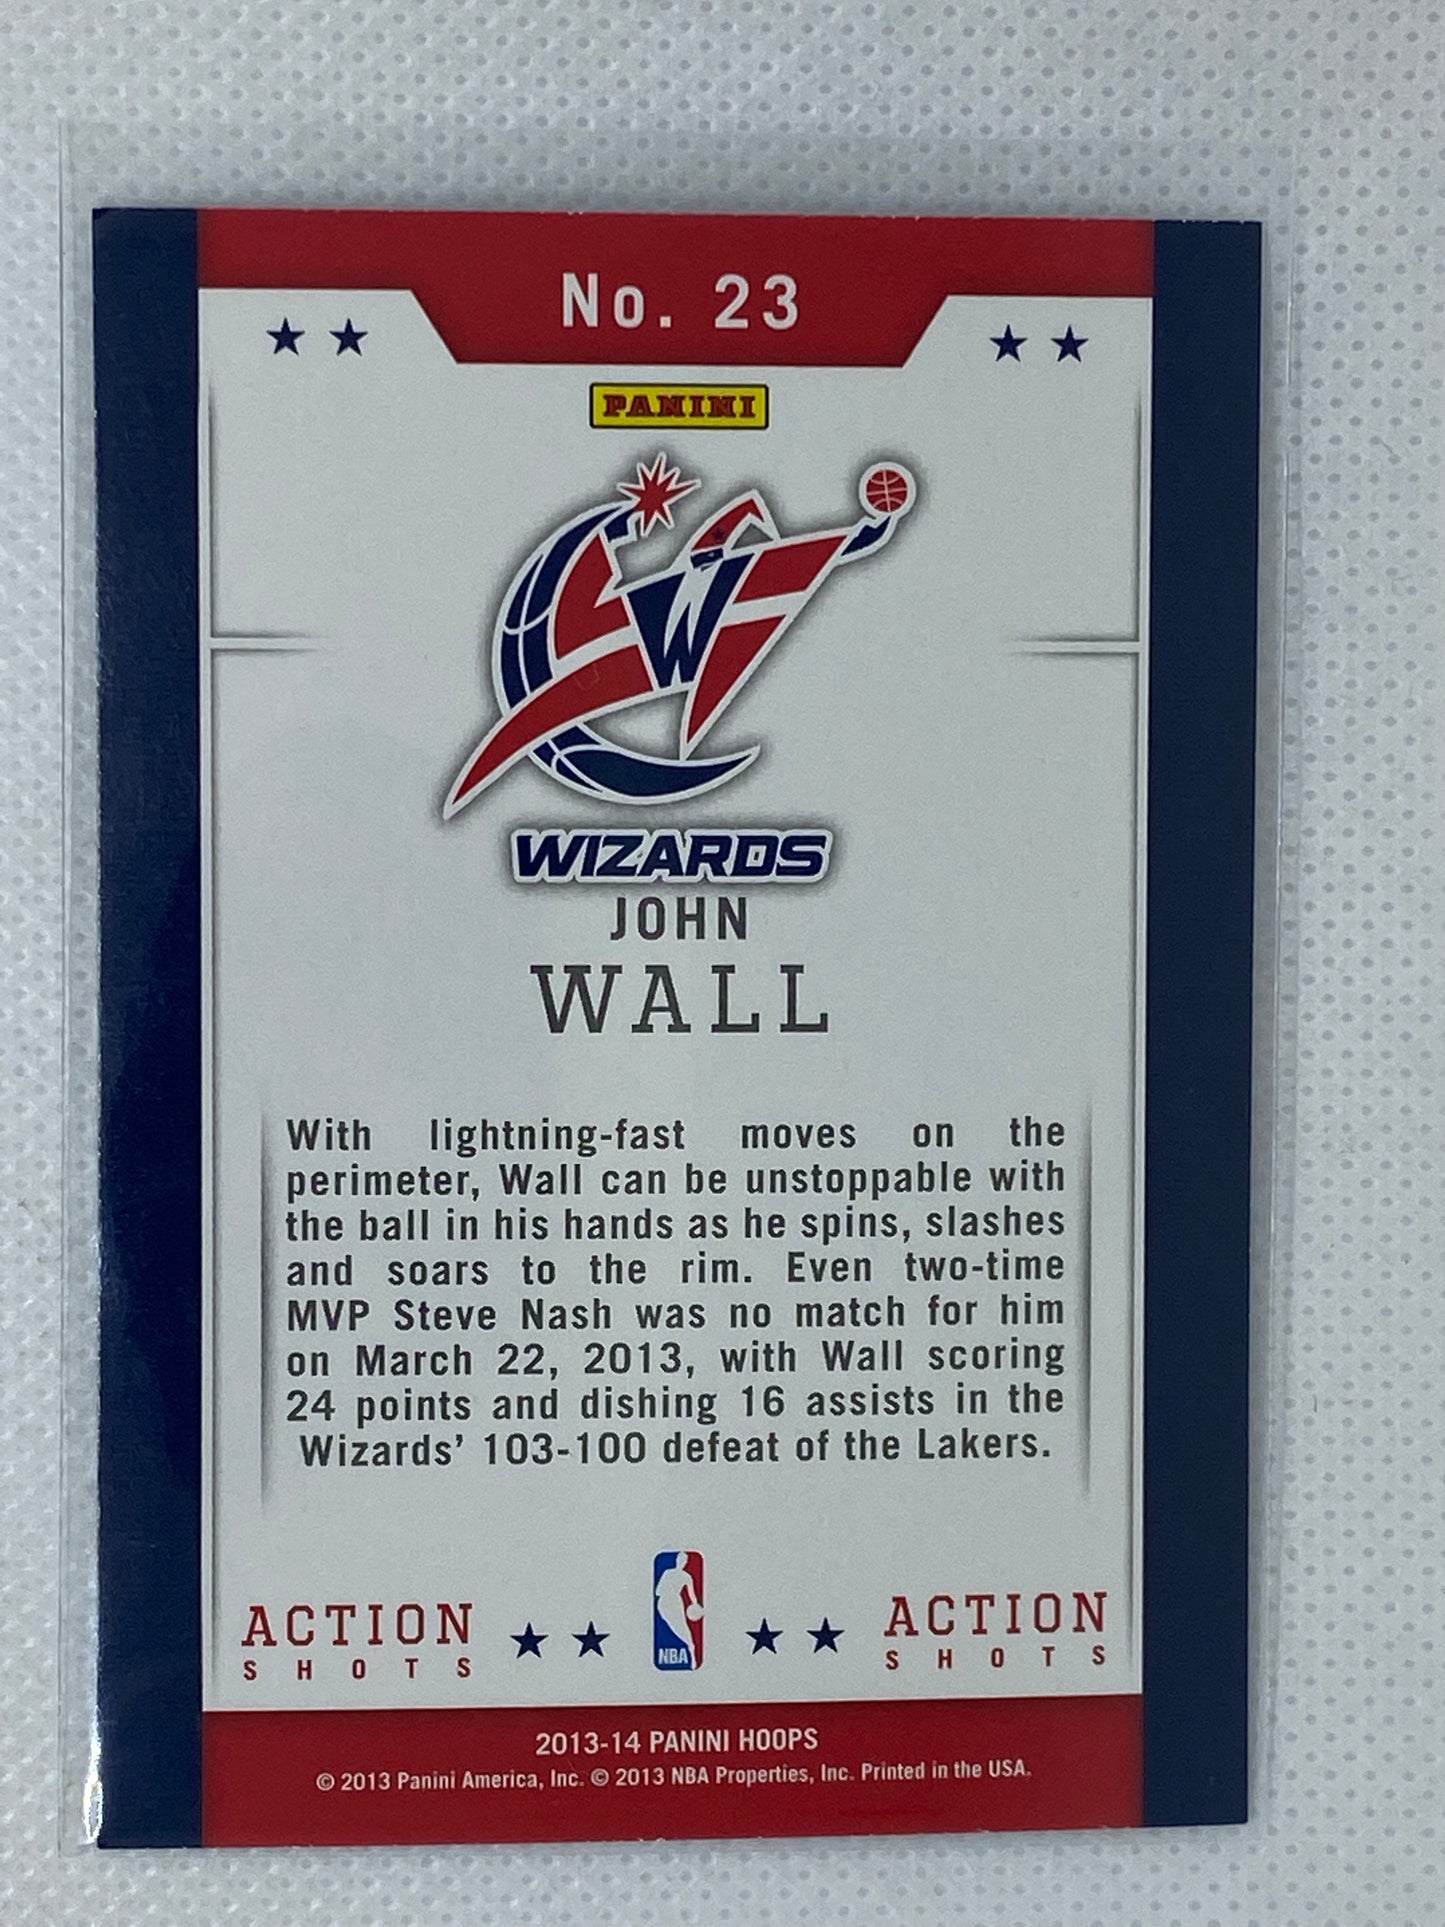 No. 23
PANINI
W
WIZARDS
JOHN
WALL
With lightning-fast moves on the
perimeter, Wall can be unstoppable with
the ball in his hands as he spins, slashes
and soars to the rim. Even two-time
MVP Steve Nash was no match for him
on March 22, 2013, with Wall scoring
24 points and dishing 16 assists in the
Wizards' 103-100 defeat of the Lakers.
ACTION
SHOTS
NBA
ACTION
SHOTS
2013-14 PANINI HOOPS
© 2013 Panini America, Inc. © 2013 NBA Properties, Inc. Printed in the USA.